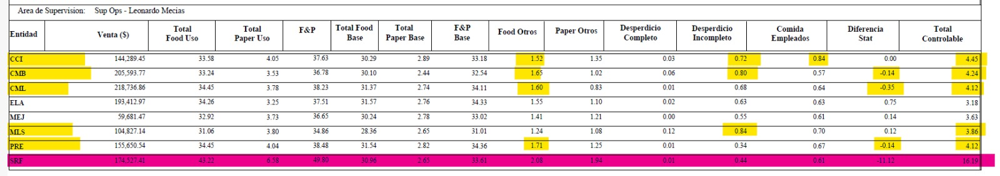 Area de Supervision: Sup Ops - Leonardo Mecias
Entidad Venta ($) Total Food Uso Total Paper Uso F&P Total Food Base Total Paper Base F&P Base Food Otros Paper Otros Desperdicio Completo Desperdicio Incompleto Comida Empleados Diferencia Stat Total Controlable
CCI 144,289.45 33.58 4.05 37.63 30.29 2.89 33.18 1.52 1.35 0.03 0.72 0.84 0.00 4.45
CMB 205,593.77 33.24 3.53 36.78 30.10 2.44 32.54 1.65 1.02 0.06 0.80 0.57 -0.14 4.24
CML 218,736.86 34.45 3.78 38.23 31.37 2.74 34.11 1.60 0.83 0.01 0.68 0.64 -0.35 4.12
ELA 193,412.97 34.26 3.25 37.51 31.57 2.76 34.33 1.55 1.10 0.02 0.63 0.63 0.75 3.18
MEJ 59,681.47 32.92 3.73 36.65 30.24 2.78 33.02 1.41 1.21 0.00 0.55 0.61 0.14 3.63
MLS 104,827.14 31.06 3.80 34.86 28.36 2.65 31.01 1.24 1.08 0.12 0.84 0.70 0.12 3.86
PRE 155,650.54 34.45 4.04 38.48 31.54 2.82 34.36 1.71 1.25 0.01 0.34 0.67 -0.14 4.12
SRF 174,527.41 43.22 6.58 49.80 30.96 2.65 33.61 2.08 1.94 0.01 0.44 0.61 -11.12 16.19